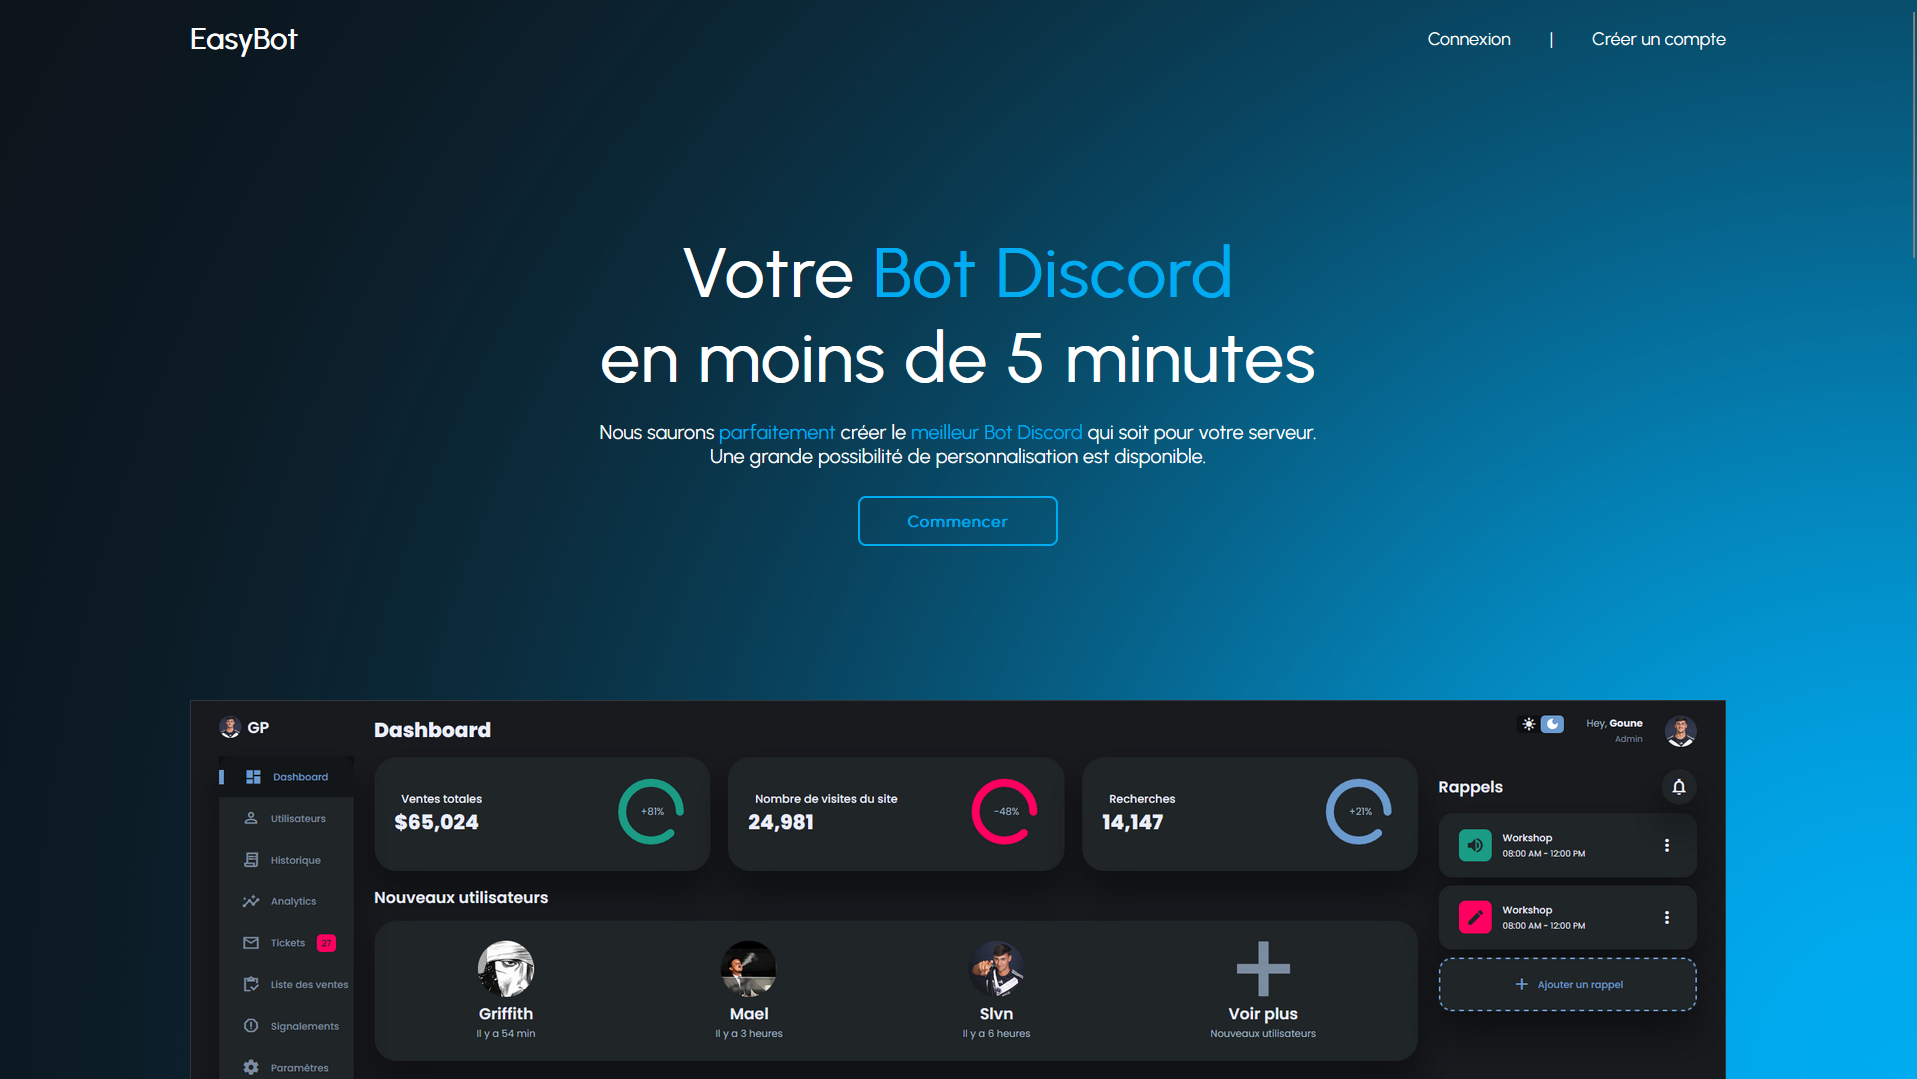 EasyBot
Connexion | Créer un compte
Votre Bot Discord
en moins de 5 minutes
Nous saurons parfaitement créer le meilleur Bot Discord qui soit pour votre serveur.
Une grande possibilité de personnalisation est disponible.
Commencer
GP
Dashboard
Utilisateurs
Historique
Analytics
Tickets 27
Liste des ventes
Signalements
Paramètres
Dashboard
Ventes totales
$65,024
+81%
Nombre de visites du site
24,981
-48%
Recherches
14,147
+21%
Nouveaux utilisateurs
Griffith
Il y a 54 min
Mael
Il y a 3 heures
Slvn
Il y a 6 heures
Voir plus
Nouveaux utilisateurs
Hey, Goune
Admin
Rappels
Workshop
08:00 AM - 12:00 PM
Workshop
08:00 AM - 12:00 PM
Ajouter un rappel